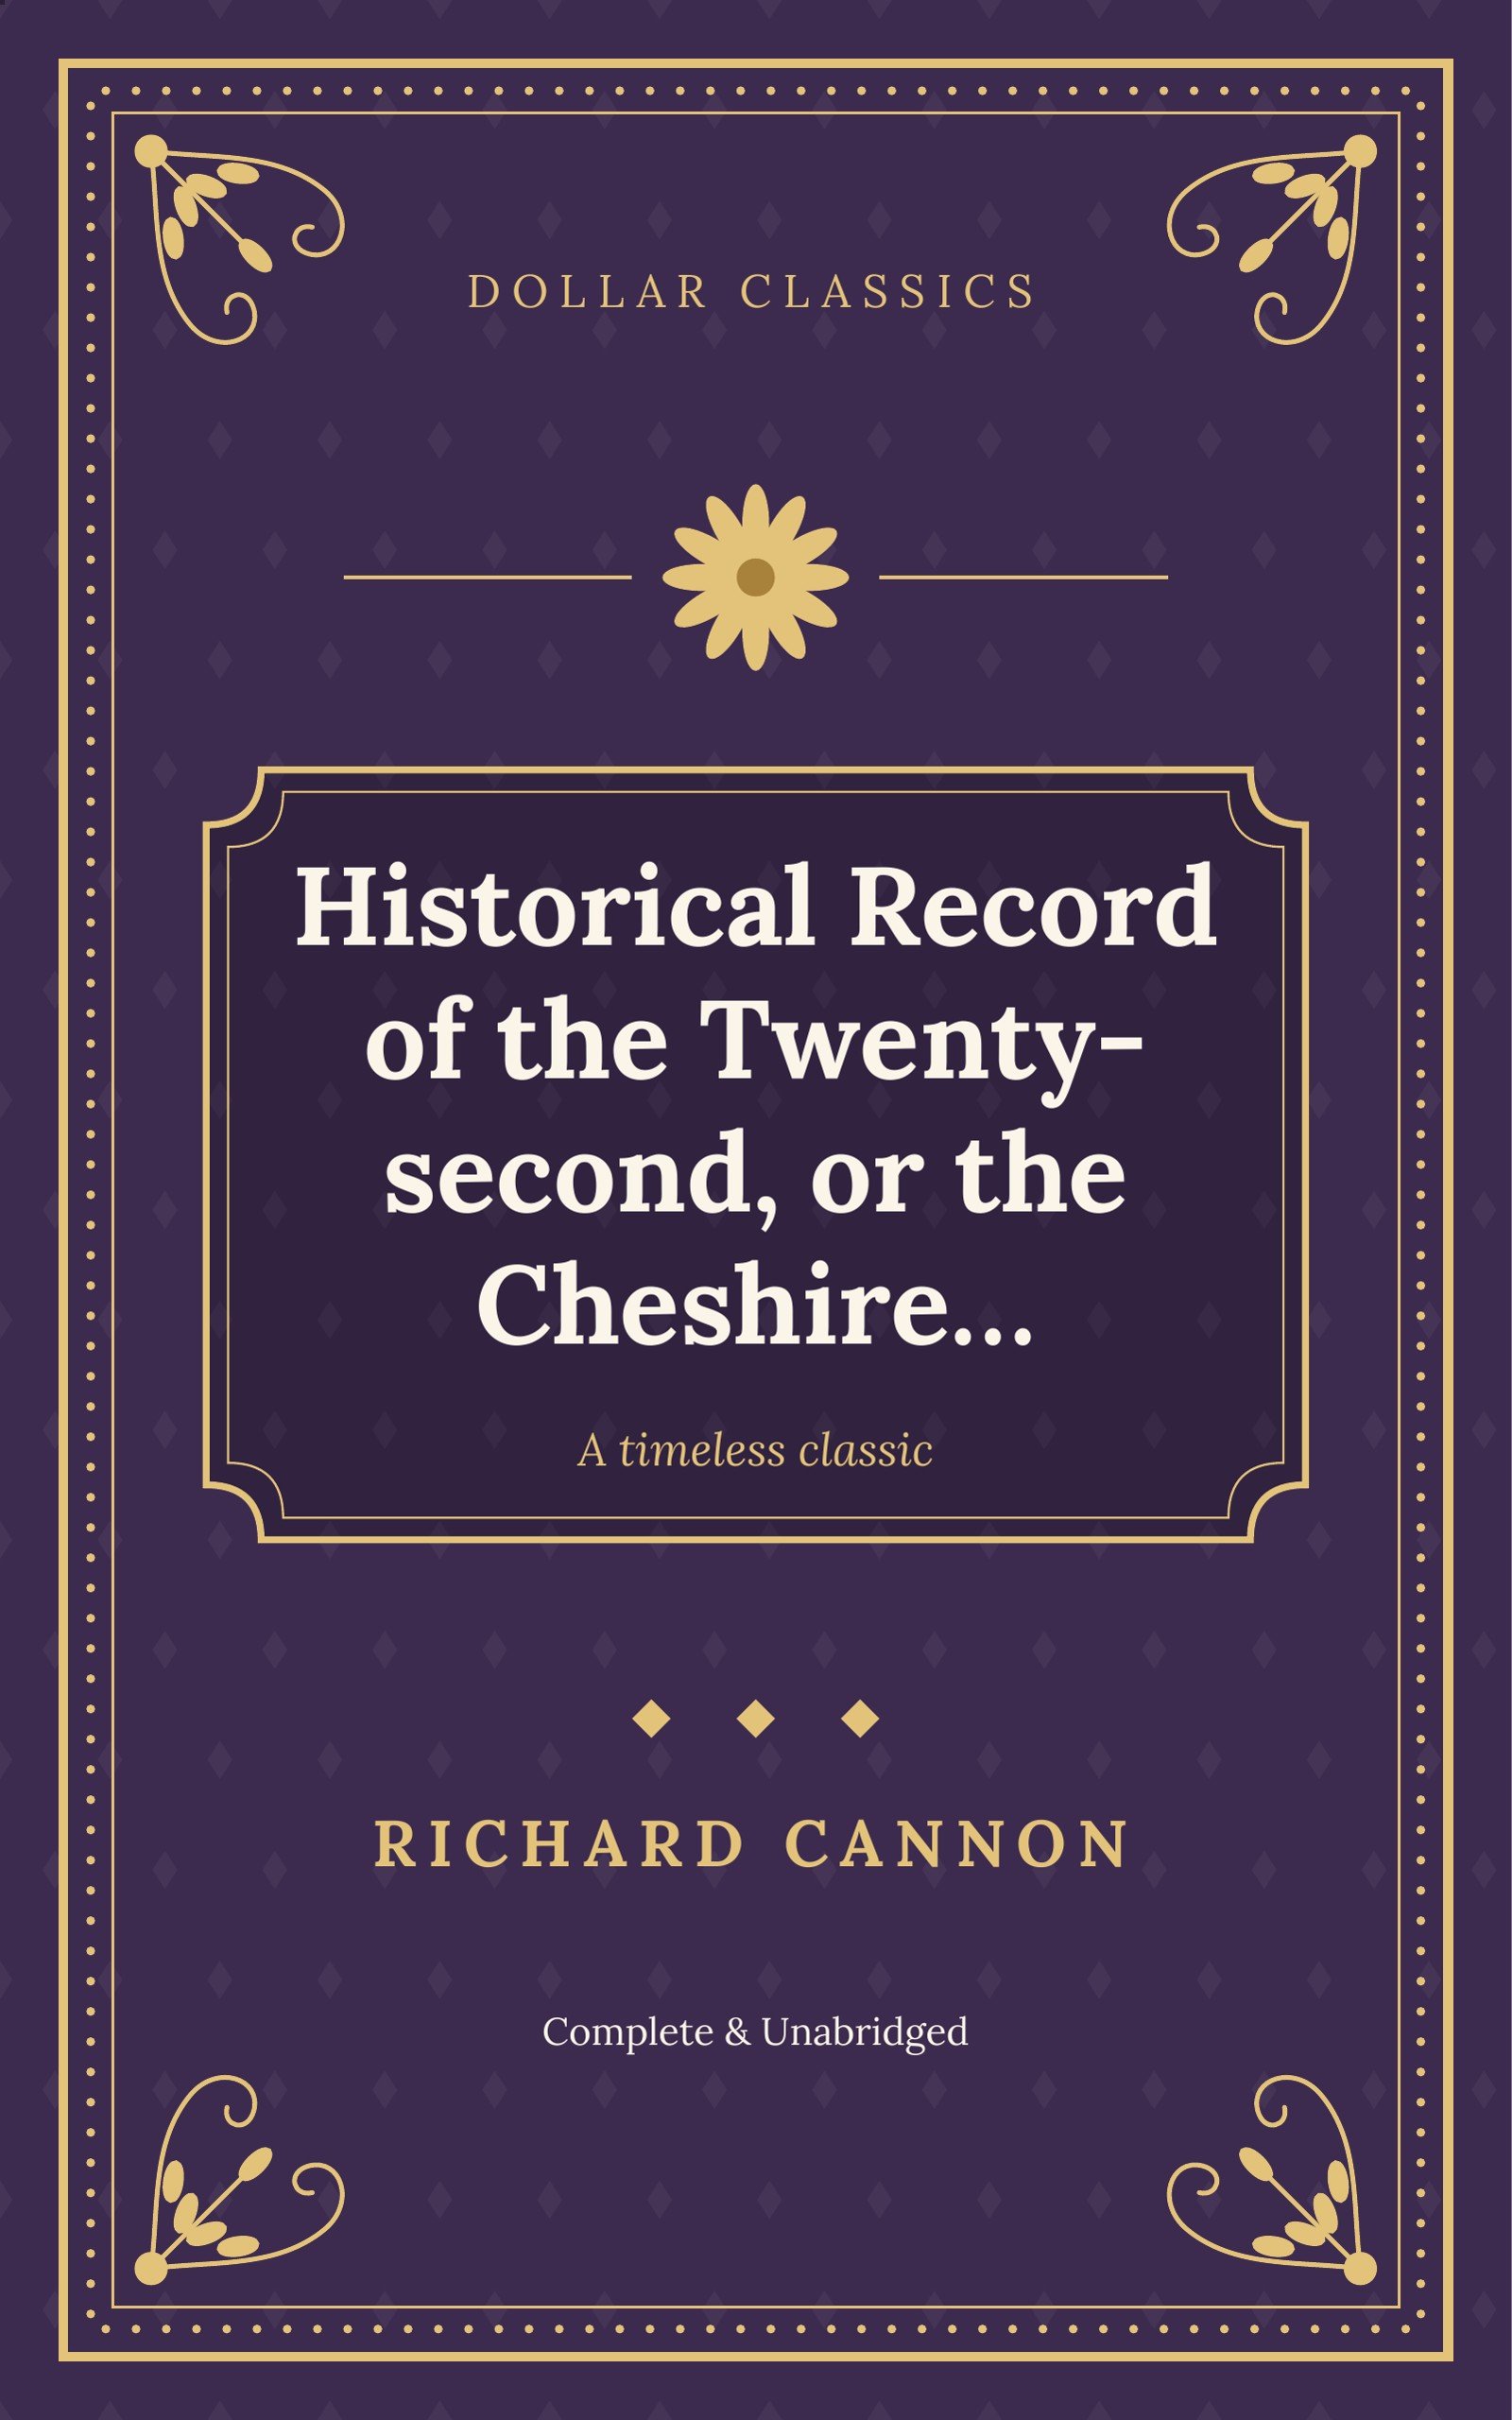 DOLLAR CLASSICS
Historical Record
of the Twenty-
second, or the
Cheshire...
A timeless classic
RICHARD CANNON
Complete & Unabridged